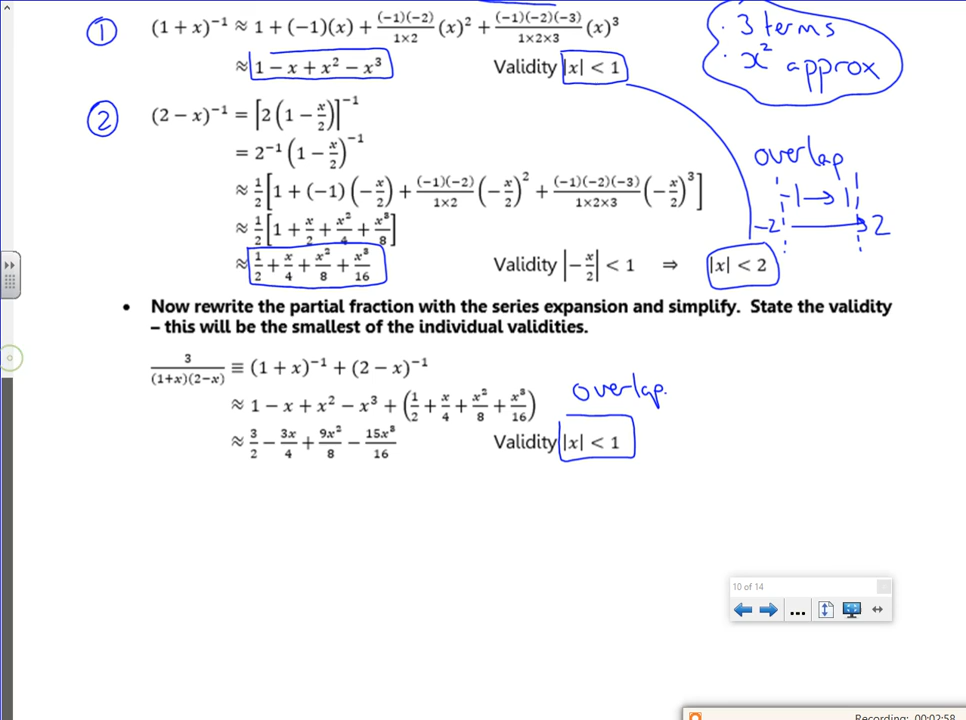 ① (1 + x)⁻¹ ≈ 1 + (−1)(x) + (−1)(−2)/1×2 (x)² + (−1)(−2)(−3)/1×2×3 (x)³
· 3 terms
≈ 1 − x + x² − x³ Validity |x| < 1
· x² approx
② (2 − x)⁻¹ = [2(1 − x/2)]⁻¹
= 2⁻¹(1 − x/2)⁻¹
overlap
≈ 1/2[1 + (−1)(−x/2) + (−1)(−2)/1×2 (−x/2)² + (−1)(−2)(−3)/1×2×3 (−x/2)³]
-1 → 1
≈ 1/2[1 + x/2 + x²/4 + x³/8]
-2 → 2
≈ 1/2 + x/4 + x²/8 + x³/16 Validity |−x/2| < 1 ⇒ |x| < 2
• Now rewrite the partial fraction with the series expansion and simplify. State the validity
– this will be the smallest of the individual validities.
3/(1+x)(2−x) ≡ (1 + x)⁻¹ + (2 − x)⁻¹
overlap.
≈ 1 − x + x² − x³ + (1/2 + x/4 + x²/8 + x³/16)
≈ 3/2 − 3x/4 + 9x²/8 − 15x³/16 Validity |x| < 1
10 of 14
...
Recording: 00:02:58